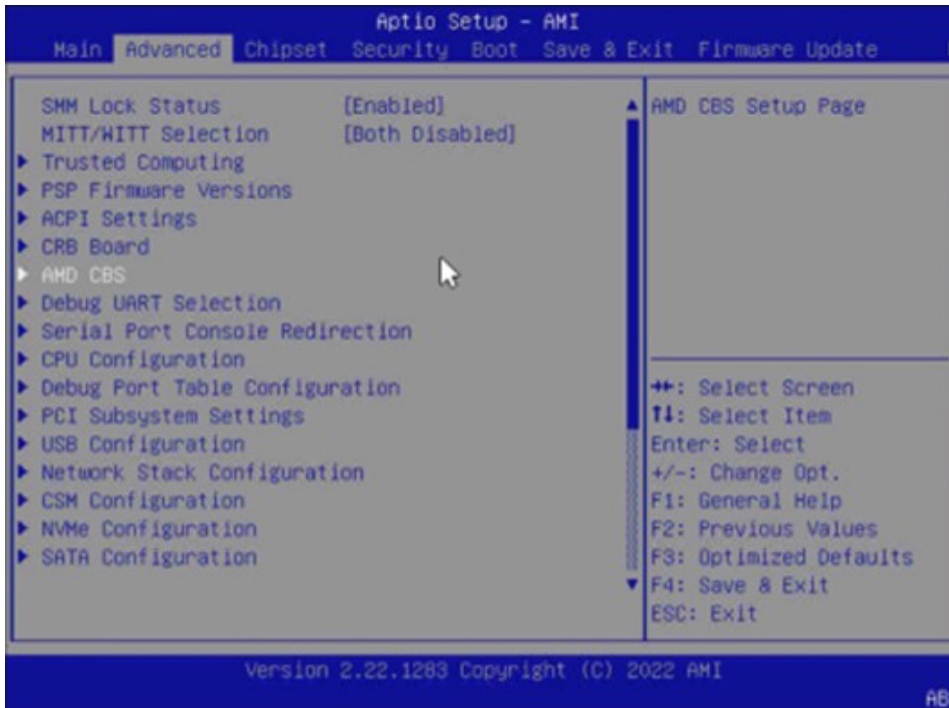 Aptio Setup - AMI
Main Advanced Chipset Security Boot Save & Exit Firmware Update
SMM Lock Status [Enabled]
MITT/WITT Selection [Both Disabled]
Trusted Computing
PSP Firmware Versions
ACPI Settings
CRB Board
AMD CBS
Debug UART Selection
Serial Port Console Redirection
CPU Configuration
Debug Port Table Configuration
PCI Subsystem Settings
USB Configuration
Network Stack Configuration
CSM Configuration
NVMe Configuration
SATA Configuration
AMD CBS Setup Page
→←: Select Screen
↑↓: Select Item
Enter: Select
+/-: Change Opt.
F1: General Help
F2: Previous Values
F3: Optimized Defaults
F4: Save & Exit
ESC: Exit
Version 2.22.1283 Copyright (C) 2022 AMI
AB